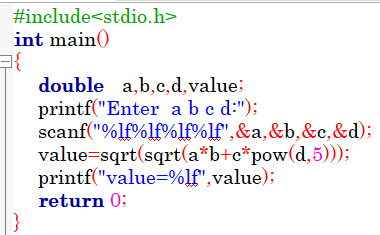 #include<stdio.h>
int main()
{
double a,b,c,d,value;
printf("Enter a b c d:");
scanf("%lf%lf%lf%lf",&a,&b,&c,&d);
value=sqrt(sqrt(a*b+c*pow(d,5)));
printf("value=%lf",value);
return 0;
}